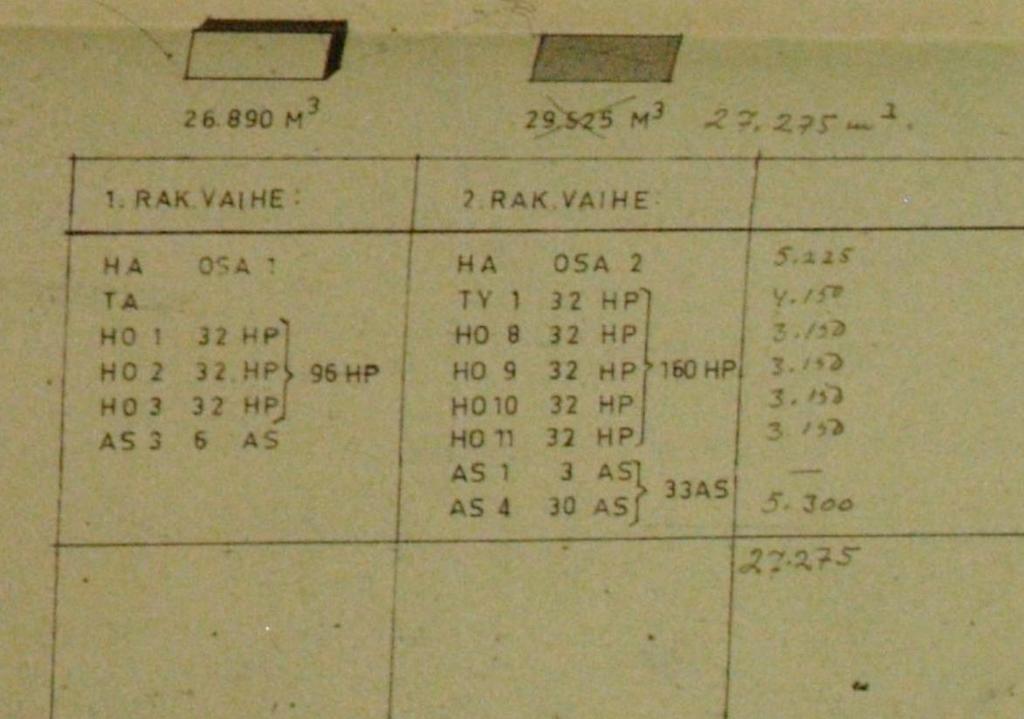 26.890 M³ 29.525 M³ 27.275 m³.
1. RAK.VAIHE: 2. RAK.VAIHE:
HA OSA 1 HA OSA 2 5.225
TA TY 1 32 HP 4.150
HO 1 32 HP HO 8 32 HP 3.150
HO 2 32 HP 96 HP HO 9 32 HP 160 HP 3.150
HO 3 32 HP HO 10 32 HP 3.150
AS 3 6 AS HO 11 32 HP 3.150
AS 1 3 AS 33 AS —
AS 4 30 AS 5.300
27.275